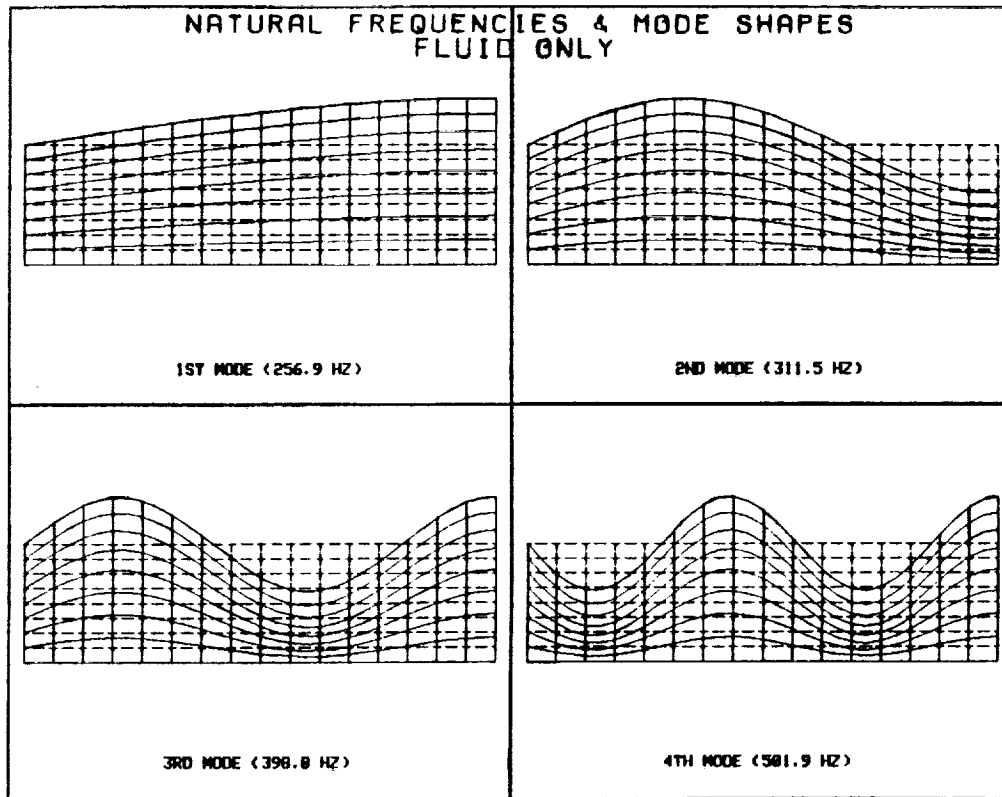 NATURAL FREQUENCIES & MODE SHAPES
FLUID ONLY
1ST MODE (256.9 HZ)
2ND MODE (311.5 HZ)
3RD MODE (398.8 HZ)
4TH MODE (501.9 HZ)